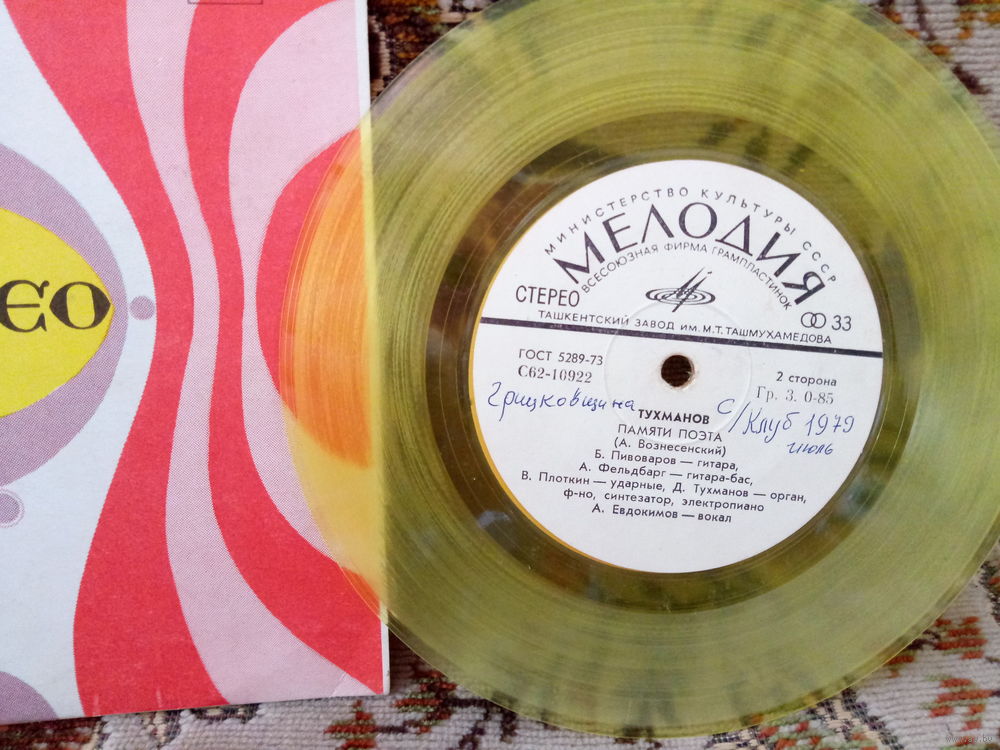 ЕО
МИНИСТЕРСТВО КУЛЬТУРЫ СССР
МЕЛОДИЯ
ВСЕСОЮЗНАЯ ФИРМА ГРАМПЛАСТИНОК
СТЕРЕО
33
ТАШКЕНТСКИЙ ЗАВОД ИМ. М.Т. ТАШМУХАМЕДОВА
ГОСТ 5289-73
С62-10922
2 сторона
Гр. 3. 0-85
Грицковщина
С/Клуб 1979
июль
ТУХМАНОВ
ПАМЯТИ ПОЭТА
(А. Вознесенский)
Б. Пивоваров — гитара,
А. Фельдбарг — гитара-бас,
В. Плоткин — ударные, Д. Тухманов — орган,
ф-но, синтезатор, электропиано
А. Евдокимов — вокал